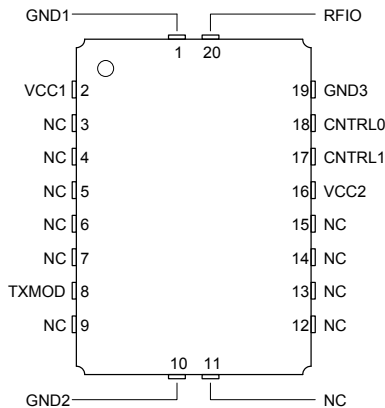 GND1 RFIO
1 20
VCC1 2 19 GND3
NC 3 18 CNTRL0
NC 4 17 CNTRL1
NC 5 16 VCC2
NC 6 15 NC
NC 7 14 NC
TXMOD 8 13 NC
NC 9 12 NC
10 11
GND2 NC